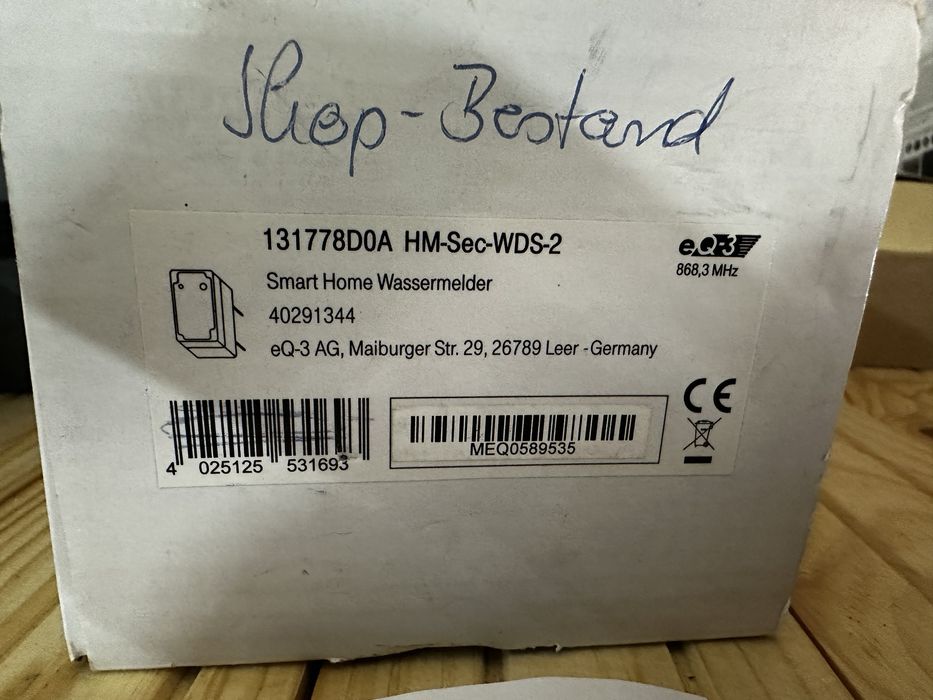 Shop-Bestand
131778D0A HM-Sec-WDS-2
eQ-3
868,3 MHz
Smart Home Wassermelder
40291344
eQ-3 AG, Maiburger Str. 29, 26789 Leer - Germany
CE
4 025125 531693
MEQ0589535